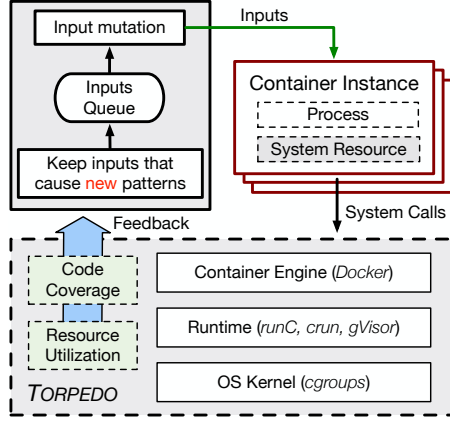 Input mutation
Inputs
Inputs
Queue
Keep inputs that
cause new patterns
Container Instance
Process
System Resource
Feedback
System Calls
Code
Coverage
Resource
Utilization
Container Engine (Docker)
Runtime (runC, crun, gVisor)
OS Kernel (cgroups)
TORPEDO